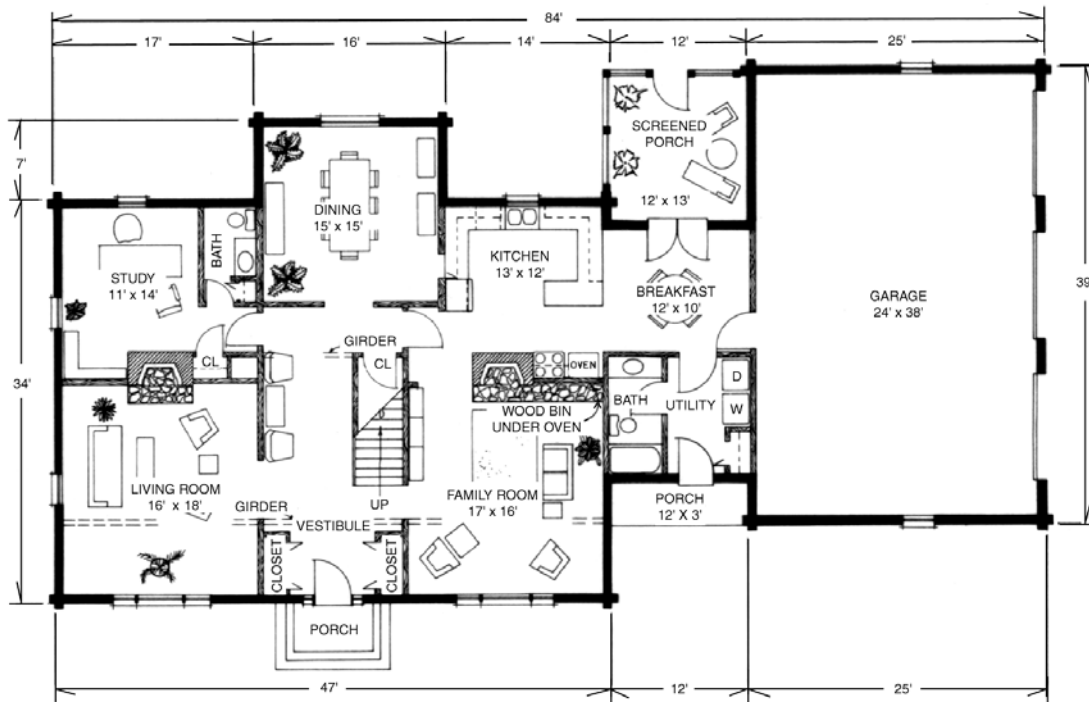 84'
17'
16'
14'
12'
25'
7'
SCREENED
PORCH
12' x 13'
DINING
15' x 15'
BATH
KITCHEN
13' x 12'
STUDY
11' x 14'
BREAKFAST
12' x 10'
GARAGE
24' x 38'
39
34'
GIRDER
CL
CL
OVEN
D
W
BATH
UTILITY
WOOD BIN
UNDER OVEN
LIVING ROOM
16' x 18'
GIRDER
UP
FAMILY ROOM
17' x 16'
PORCH
12' X 3'
VESTIBULE
CLOSET
CLOSET
PORCH
47'
12'
25'